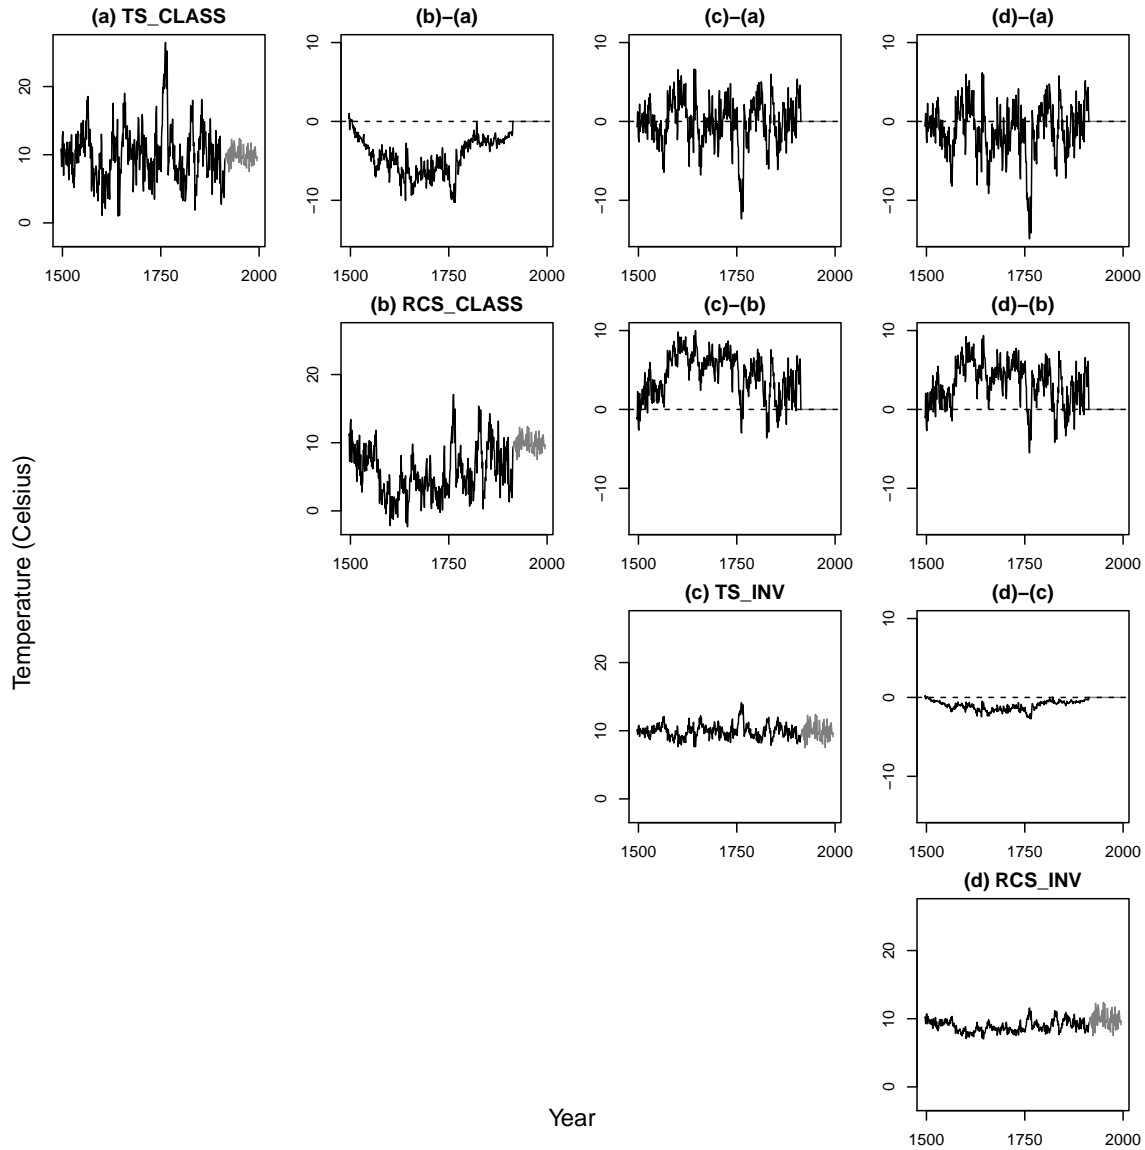 (a) TS_CLASS
(b)–(a)
(c)–(a)
(d)–(a)
0 10 20
−10 0 10
−10 0 10
−10 0 10
1500 1750 2000
1500 1750 2000
1500 1750 2000
1500 1750 2000
(b) RCS_CLASS
(c)–(b)
(d)–(b)
0 10 20
−10 0 10
−10 0 10
1500 1750 2000
1500 1750 2000
1500 1750 2000
Temperature (Celsius)
(c) TS_INV
(d)–(c)
0 10 20
−10 0 10
1500 1750 2000
1500 1750 2000
(d) RCS_INV
0 10 20
1500 1750 2000
Year